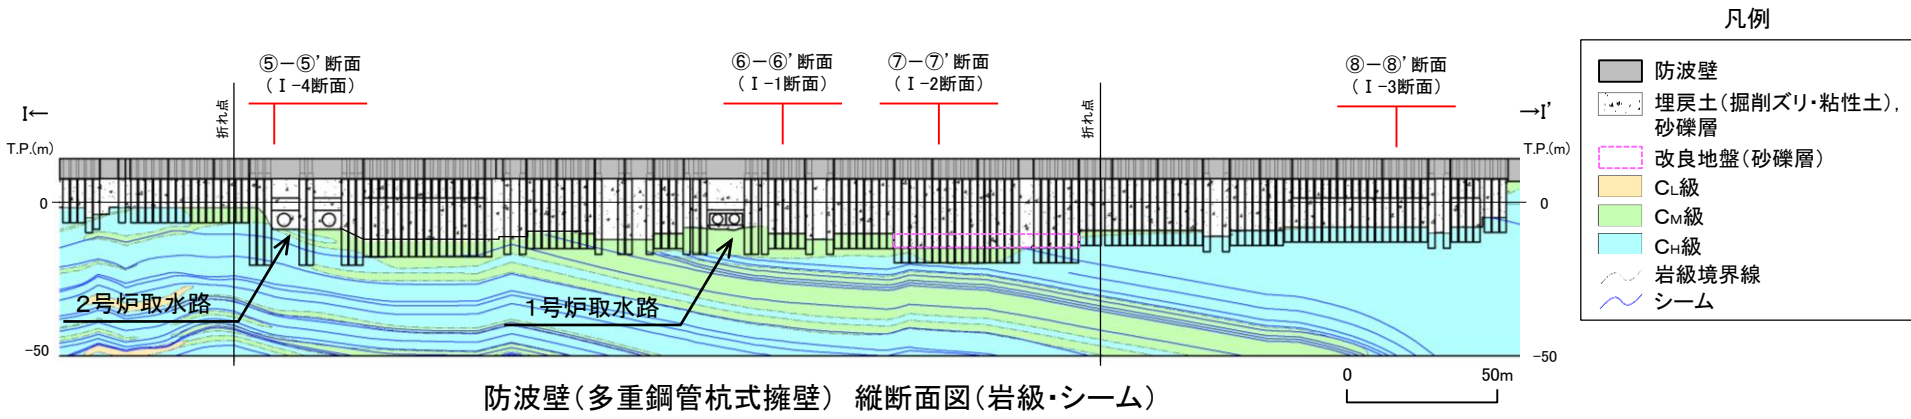 凡例
防波壁
埋戻土(掘削ズリ・粘性土),
砂礫層
改良地盤(砂礫層)
CL級
CM級
CH級
岩級境界線
シーム
⑤-⑤'断面
(Ⅰ-4断面)
⑥-⑥'断面
(Ⅰ-1断面)
⑦-⑦'断面
(Ⅰ-2断面)
⑧-⑧'断面
(Ⅰ-3断面)
I←
→I'
折れ点
折れ点
T.P.(m)
T.P.(m)
0
0
2号炉取水路
1号炉取水路
-50
-50
0
50m
防波壁(多重鋼管杭式擁壁) 縦断面図(岩級・シーム)